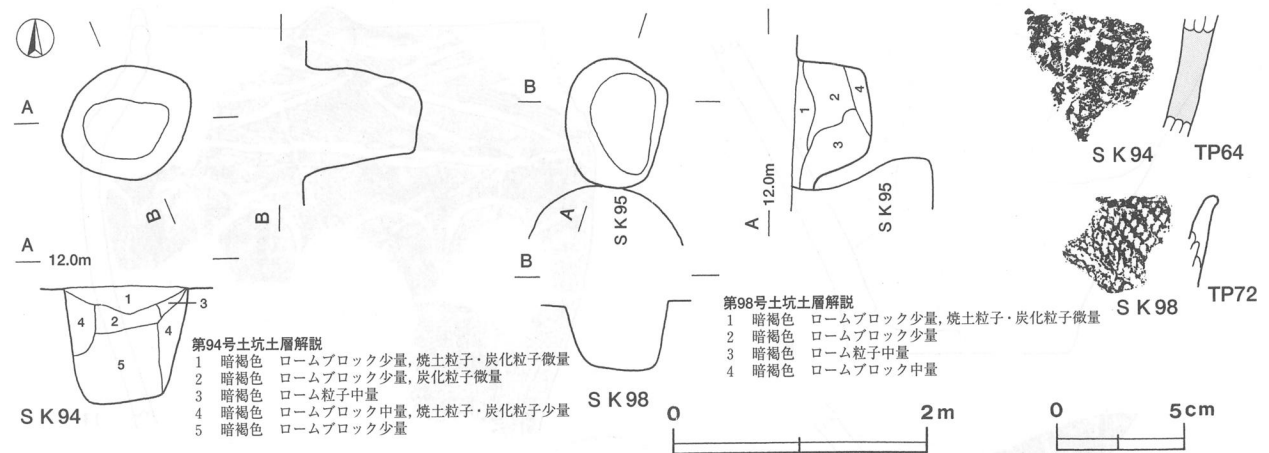 A
B
A 12.0m
1
2
3
4
4
5
SK94
B
第94号土坑土層解説
1 暗褐色 ロームブロック少量,焼土粒子・炭化粒子微量
2 暗褐色 ロームブロック少量,炭化粒子微量
3 暗褐色 ローム粒子中量
4 暗褐色 ロームブロック中量,焼土粒子・炭化粒子少量
5 暗褐色 ロームブロック少量
B
A
SK95
B
SK98
A 12.0m
1
2
3
4
SK95
第98号土坑土層解説
1 暗褐色 ロームブロック少量,焼土粒子・炭化粒子微量
2 暗褐色 ロームブロック少量
3 暗褐色 ローム粒子中量
4 暗褐色 ロームブロック中量
SK94 TP64
SK98 TP72
0 2m
0 5cm